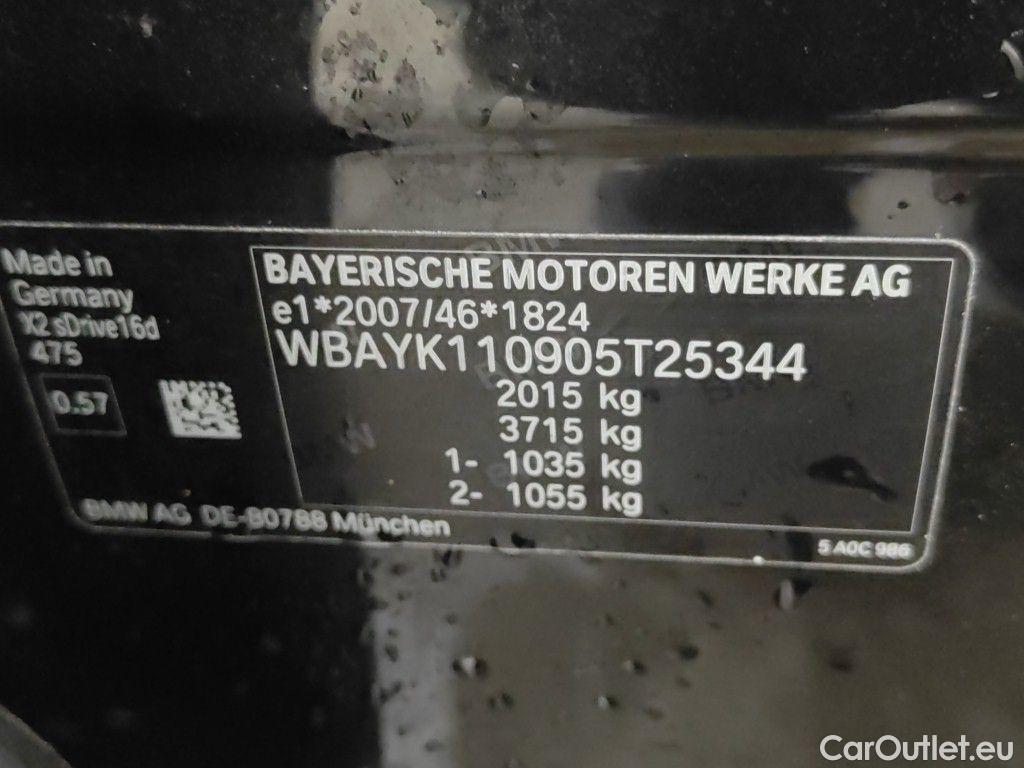 Made in
Germany
X2 sDrive16d
475
0.57
BAYERISCHE MOTOREN WERKE AG
e1*2007/46*1824
WBAYK110905T25344
2015 kg
3715 kg
1- 1035 kg
2- 1055 kg
BMW AG DE-80788 München
5 A0C 986
CarOutlet.eu